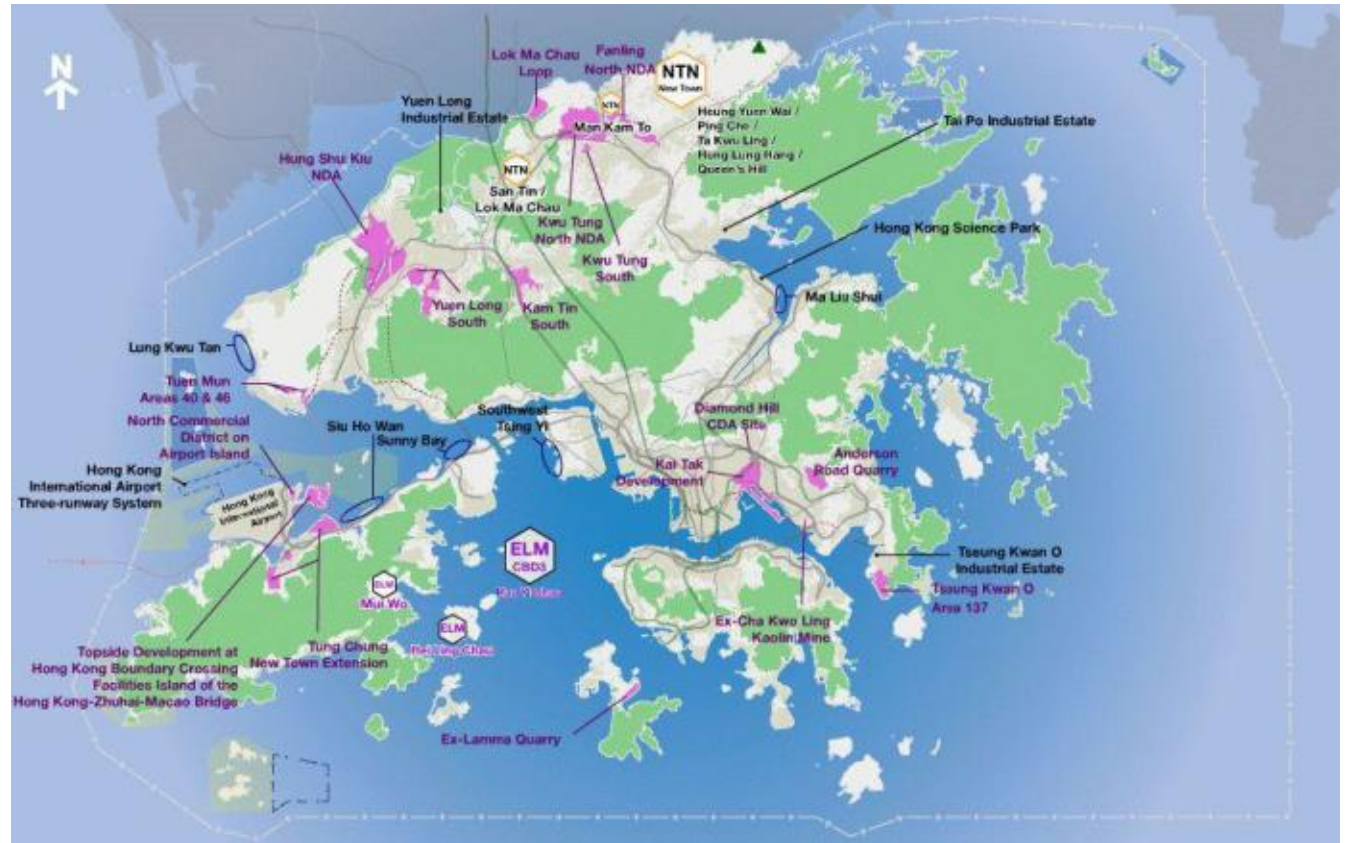 N
Lok Ma Chau
Loop
Fanling
North NDA
NTN
New Town
NTN
Yuen Long
Industrial Estate
Man Kam To
Heung Yuen Wai /
Ping Che /
Ta Kwu Ling /
Hung Lung Hang /
Queen's Hill
Tai Po Industrial Estate
Hung Shui Kiu
NDA
NTN
San Tin /
Lok Ma Chau
Kwu Tung
North NDA
Kwu Tung
South
Hong Kong Science Park
Ma Liu Shui
Yuen Long
South
Kam Tin
South
Lung Kwu Tan
Tuen Mun
Areas 40 & 46
North Commercial
District on
Airport Island
Siu Ho Wan
Sunny Bay
Southwest
Tsing Yi
Diamond Hill
CDA Site
Kai Tak
Development
Anderson
Road Quarry
Hong Kong
International Airport
Three-runway System
Hong Kong
International
Airport
ELM
CBD3
Tseung Kwan O
Industrial Estate
Tseung Kwan O
Area 137
ELM
Mui Wo
ELM
Hei Ling Chau
Ex-Cha Kwo Ling
Kaolin Mine
Tung Chung
New Town Extension
Topside Development at
Hong Kong Boundary Crossing
Facilities Island of the
Hong Kong-Zhuhai-Macao Bridge
Ex-Lamma Quarry